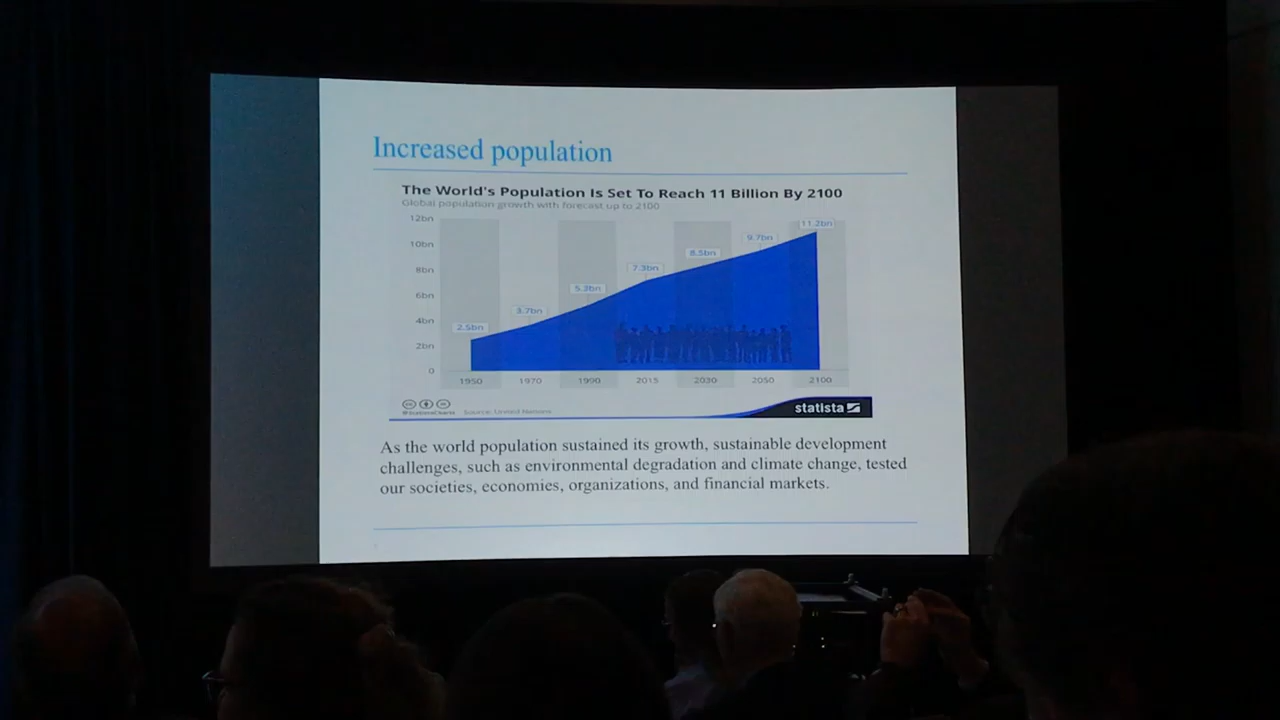 Increased population
The World's Population Is Set To Reach 11 Billion By 2100
Global population growth with forecast up to 2100
12bn
10bn
8bn
6bn
4bn
2bn
0
2.5bn
3.7bn
5.3bn
7.3bn
8.5bn
9.7bn
11.2bn
1950 1970 1990 2015 2030 2050 2100
@StatistaCharts Source: United Nations
statista
As the world population sustained its growth, sustainable development
challenges, such as environmental degradation and climate change, tested
our societies, economies, organizations, and financial markets.